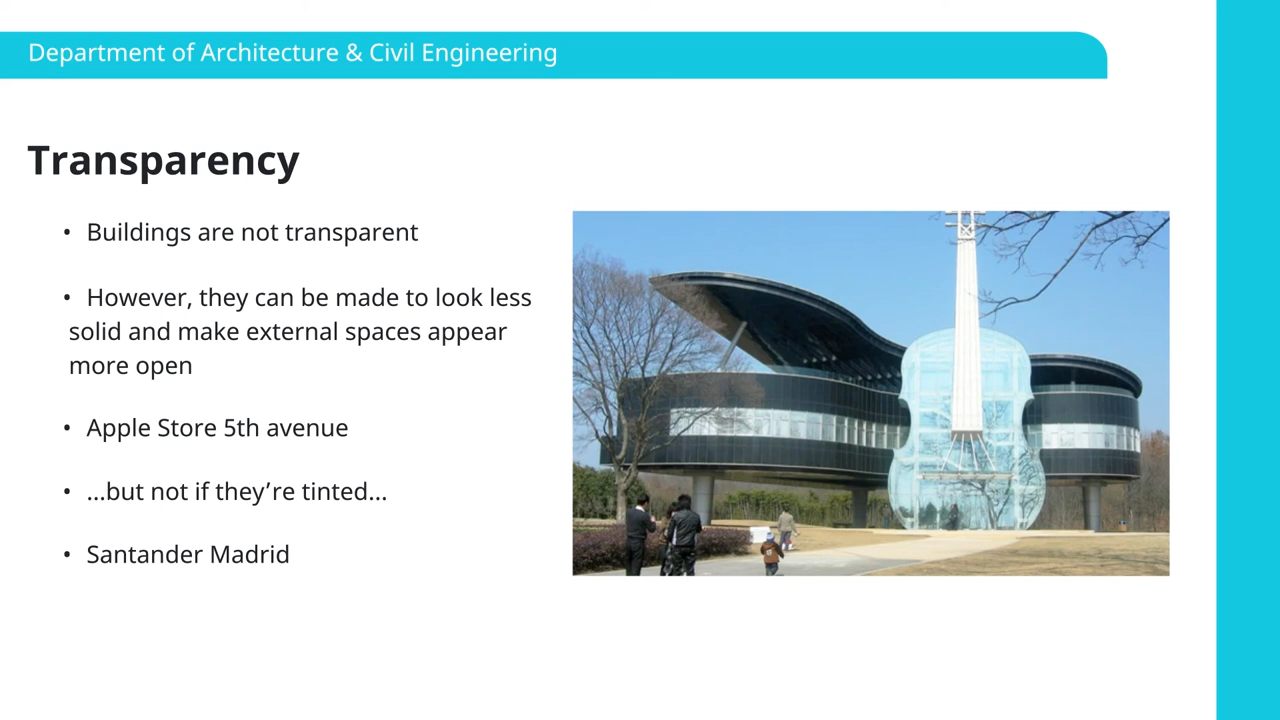 Department of Architecture & Civil Engineering
Transparency
• Buildings are not transparent
• However, they can be made to look less
solid and make external spaces appear
more open
• Apple Store 5th avenue
• …but not if they’re tinted…
• Santander Madrid